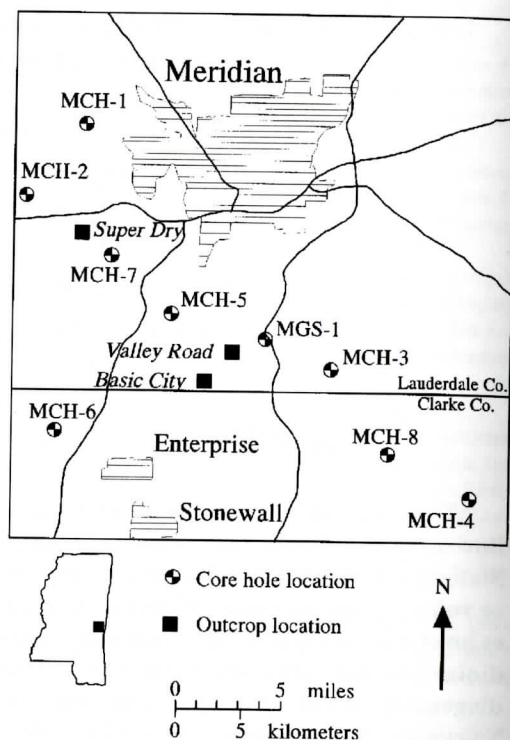 Meridian
MCH-1
MCII-2
Super Dry
MCH-7
MCH-5
MGS-1
Valley Road
MCH-3
Basic City
Lauderdale Co.
Clarke Co.
MCH-6
Enterprise
MCH-8
Stonewall
MCH-4
Core hole location
Outcrop location
N
0 5 miles
0 5 kilometers